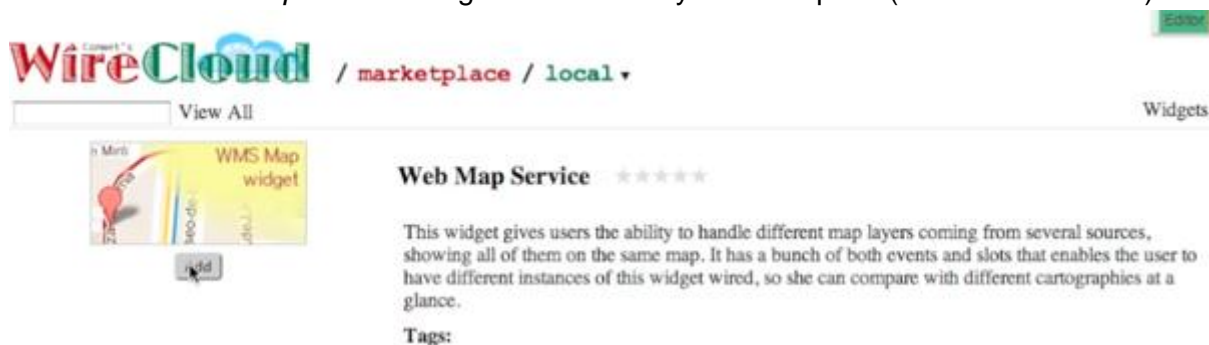 Editor
Conwet's
WireCloud / marketplace / local ▾
View All
Widgets
WMS Map
widget
Web Map Service
This widget gives users the ability to handle different map layers coming from several sources,
showing all of them on the same map. It has a bunch of both events and slots that enables the user to
have different instances of this widget wired, so she can compare with different cartographies at a
glance.
Add
Tags: